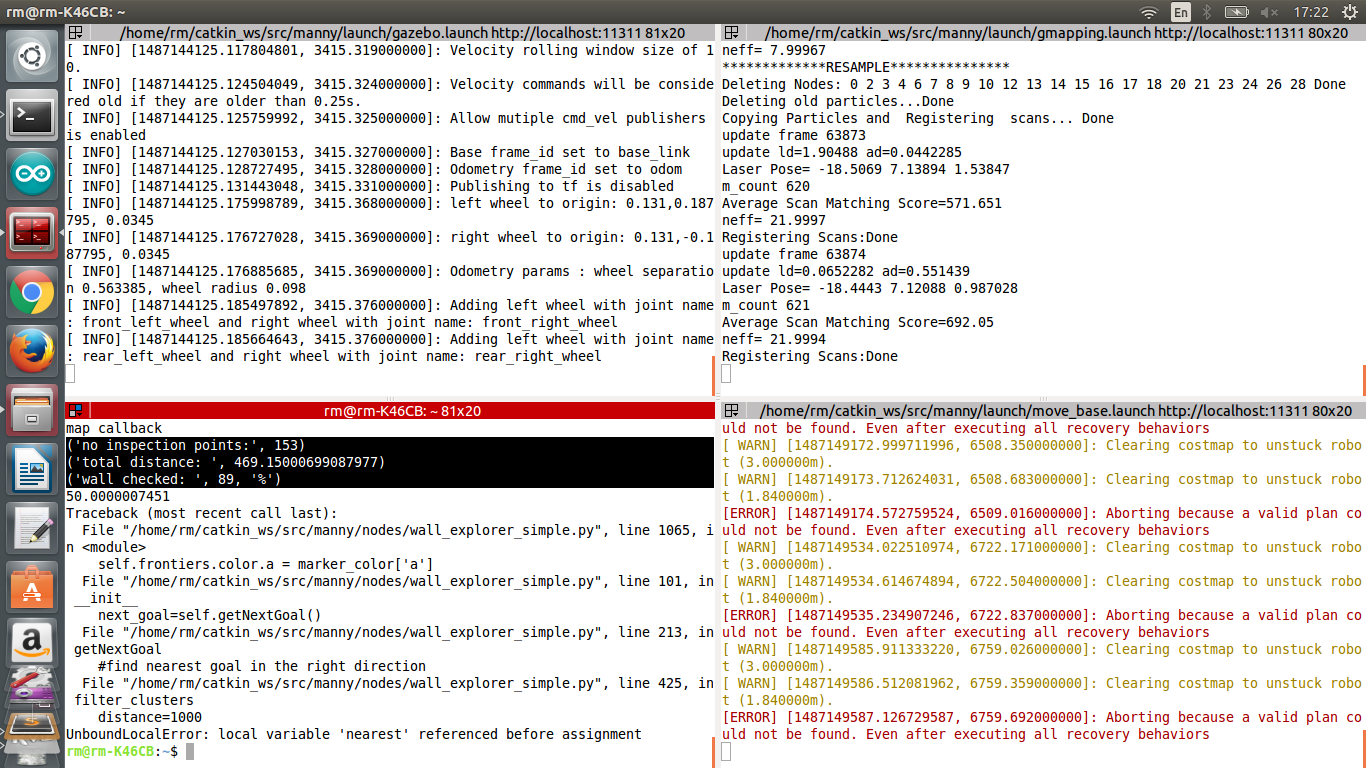 rm@rm-K46CB: ~
En
17:22
/home/rm/catkin_ws/src/manny/launch/gazebo.launch http://localhost:11311 81x20
[ INFO] [1487144125.117804801, 3415.319000000]: Velocity rolling window size of 1
0.
[ INFO] [1487144125.124504049, 3415.324000000]: Velocity commands will be conside
red old if they are older than 0.25s.
[ INFO] [1487144125.125759992, 3415.325000000]: Allow mutiple cmd_vel publishers
is enabled
[ INFO] [1487144125.127030153, 3415.327000000]: Base frame_id set to base_link
[ INFO] [1487144125.128727495, 3415.328000000]: Odometry frame_id set to odom
[ INFO] [1487144125.131443048, 3415.331000000]: Publishing to tf is disabled
[ INFO] [1487144125.175998789, 3415.368000000]: left wheel to origin: 0.131,0.187
795, 0.0345
[ INFO] [1487144125.176727028, 3415.369000000]: right wheel to origin: 0.131,-0.1
87795, 0.0345
[ INFO] [1487144125.176885685, 3415.369000000]: Odometry params : wheel separatio
n 0.563385, wheel radius 0.098
[ INFO] [1487144125.185497892, 3415.376000000]: Adding left wheel with joint name
: front_left_wheel and right wheel with joint name: front_right_wheel
[ INFO] [1487144125.185664643, 3415.376000000]: Adding left wheel with joint name
: rear_left_wheel and right wheel with joint name: rear_right_wheel
/home/rm/catkin_ws/src/manny/launch/gmapping.launch http://localhost:11311 80x20
neff= 7.99967
*************RESAMPLE***************
Deleting Nodes: 0 2 3 4 6 7 8 9 10 12 13 14 15 16 17 18 20 21 23 24 26 28 Done
Deleting old particles...Done
Copying Particles and  Registering  scans... Done
update frame 63873
update ld=1.90488 ad=0.0442285
Laser Pose= -18.5069 7.13894 1.53847
m_count 620
Average Scan Matching Score=571.651
neff= 21.9997
Registering Scans:Done
update frame 63874
update ld=0.0652282 ad=0.551439
Laser Pose= -18.4443 7.12088 0.987028
m_count 621
Average Scan Matching Score=692.05
neff= 21.9994
Registering Scans:Done
rm@rm-K46CB: ~ 81x20
map callback
('no inspection points:', 153)
('total distance: ', 469.15000699087977)
('wall checked: ', 89, '%')
50.0000007451
Traceback (most recent call last):
  File "/home/rm/catkin_ws/src/manny/nodes/wall_explorer_simple.py", line 1065, i
n <module>
    self.frontiers.color.a = marker_color['a']
  File "/home/rm/catkin_ws/src/manny/nodes/wall_explorer_simple.py", line 101, in
 __init__
    next_goal=self.getNextGoal()
  File "/home/rm/catkin_ws/src/manny/nodes/wall_explorer_simple.py", line 213, in
 getNextGoal
    #find nearest goal in the right direction
  File "/home/rm/catkin_ws/src/manny/nodes/wall_explorer_simple.py", line 425, in
 filter_clusters
    distance=1000
UnboundLocalError: local variable 'nearest' referenced before assignment
rm@rm-K46CB:~$
/home/rm/catkin_ws/src/manny/launch/move_base.launch http://localhost:11311 80x20
uld not be found. Even after executing all recovery behaviors
[ WARN] [1487149172.999711996, 6508.350000000]: Clearing costmap to unstuck robo
t (3.000000m).
[ WARN] [1487149173.712624031, 6508.683000000]: Clearing costmap to unstuck robo
t (1.840000m).
[ERROR] [1487149174.572759524, 6509.016000000]: Aborting because a valid plan co
uld not be found. Even after executing all recovery behaviors
[ WARN] [1487149534.022510974, 6722.171000000]: Clearing costmap to unstuck robo
t (3.000000m).
[ WARN] [1487149534.614674894, 6722.504000000]: Clearing costmap to unstuck robo
t (1.840000m).
[ERROR] [1487149535.234907246, 6722.837000000]: Aborting because a valid plan co
uld not be found. Even after executing all recovery behaviors
[ WARN] [1487149585.911333220, 6759.026000000]: Clearing costmap to unstuck robo
t (3.000000m).
[ WARN] [1487149586.512081962, 6759.359000000]: Clearing costmap to unstuck robo
t (1.840000m).
[ERROR] [1487149587.126729587, 6759.692000000]: Aborting because a valid plan co
uld not be found. Even after executing all recovery behaviors